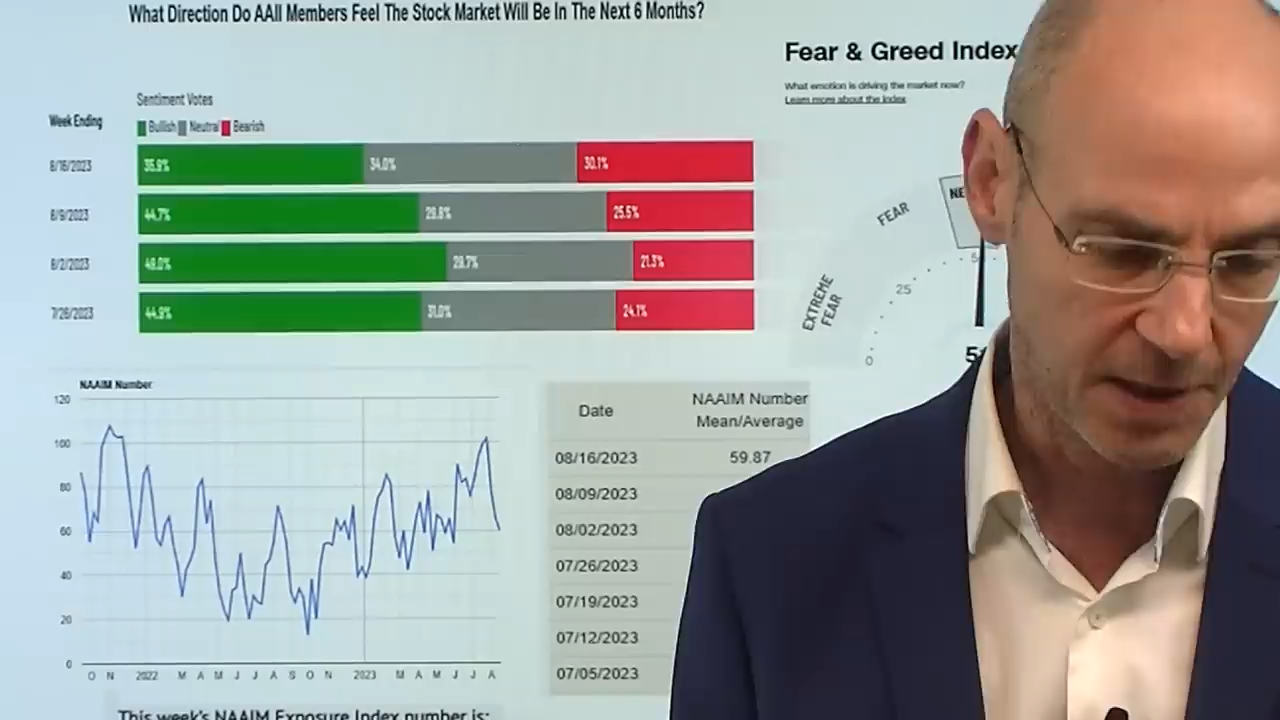 What Direction Do AAII Members Feel The Stock Market Will Be In The Next 6 Months?
Sentiment Votes
Week Ending
Bullish Neutral Bearish
8/16/2023 35.9% 34.0% 30.1%
8/9/2023 44.7% 29.8% 25.5%
8/2/2023 49.0% 29.7% 21.3%
7/26/2023 44.9% 31.0% 24.1%
Fear & Greed Index
What emotion is driving the market now?
Learn more about the index
EXTREME
FEAR
FEAR
NE
0
25
NAAIM Number
120
100
80
60
40
20
0
O N 2022 M A M J J A S O N 2023 M A M J J A
Date
NAAIM Number
Mean/Average
08/16/2023 59.87
08/09/2023
08/02/2023
07/26/2023
07/19/2023
07/12/2023
07/05/2023
This week's NAAIM Exposure Index number is: